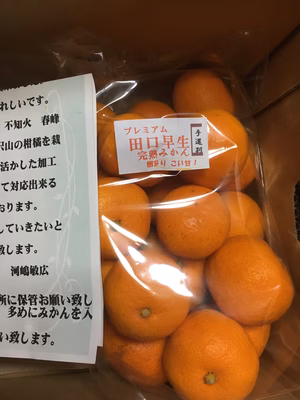 れしいです。
不知火 春峰
沢山の柑橘を栽
活かした加工
て対応出来る
おります。
していきたいと
致します。
河嶋敏広
所に保管お願い致し
多めにみかんを入
い致します。
プレミアム
田口早生
完熟みかん
樹なり こい甘!
手選別